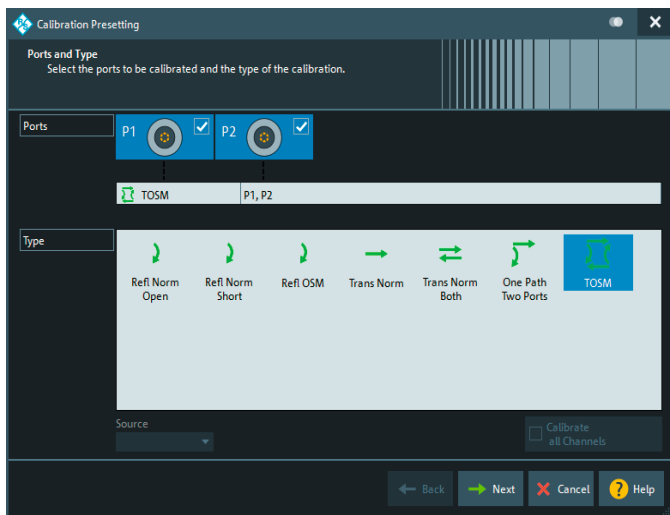 Calibration Presetting
Ports and Type
Select the ports to be calibrated and the type of the calibration.
Ports
P1
P2
TOSM
P1, P2
Type
Refl Norm
Open
Refl Norm
Short
Refl OSM
Trans Norm
Trans Norm
Both
One Path
Two Ports
TOSM
Source
Calibrate
all Channels
Back
Next
Cancel
? Help